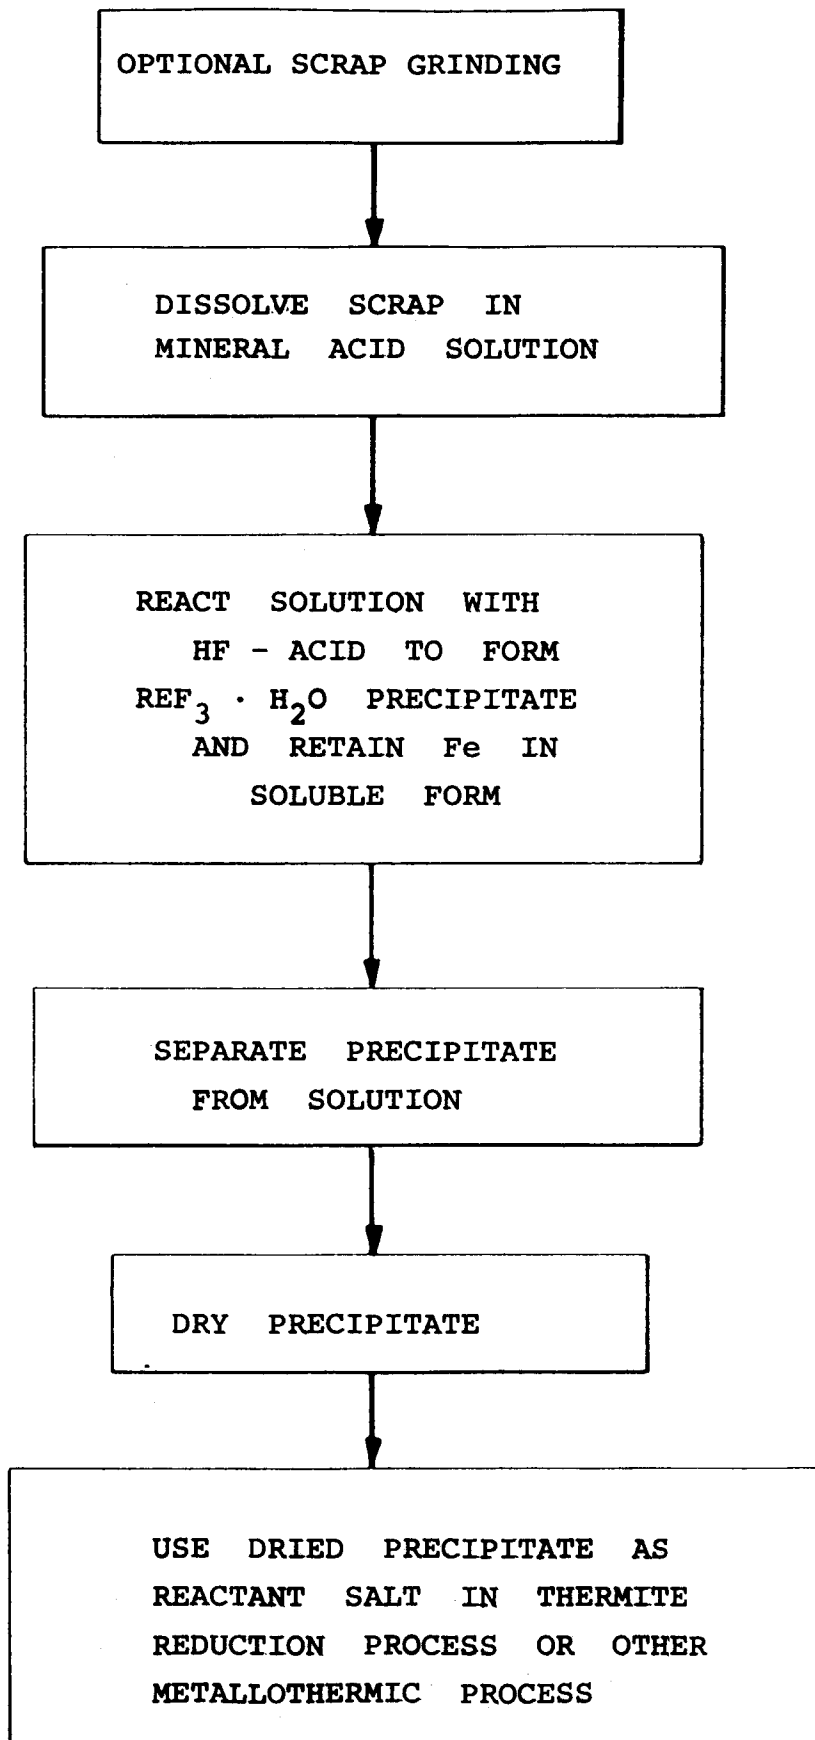 OPTIONAL SCRAP GRINDING
DISSOLVE SCRAP IN
MINERAL ACID SOLUTION
REACT SOLUTION WITH
HF - ACID TO FORM
REF₃ · H₂O PRECIPITATE
AND RETAIN Fe IN
SOLUBLE FORM
SEPARATE PRECIPITATE
FROM SOLUTION
DRY PRECIPITATE
USE DRIED PRECIPITATE AS
REACTANT SALT IN THERMITE
REDUCTION PROCESS OR OTHER
METALLOTHERMIC PROCESS